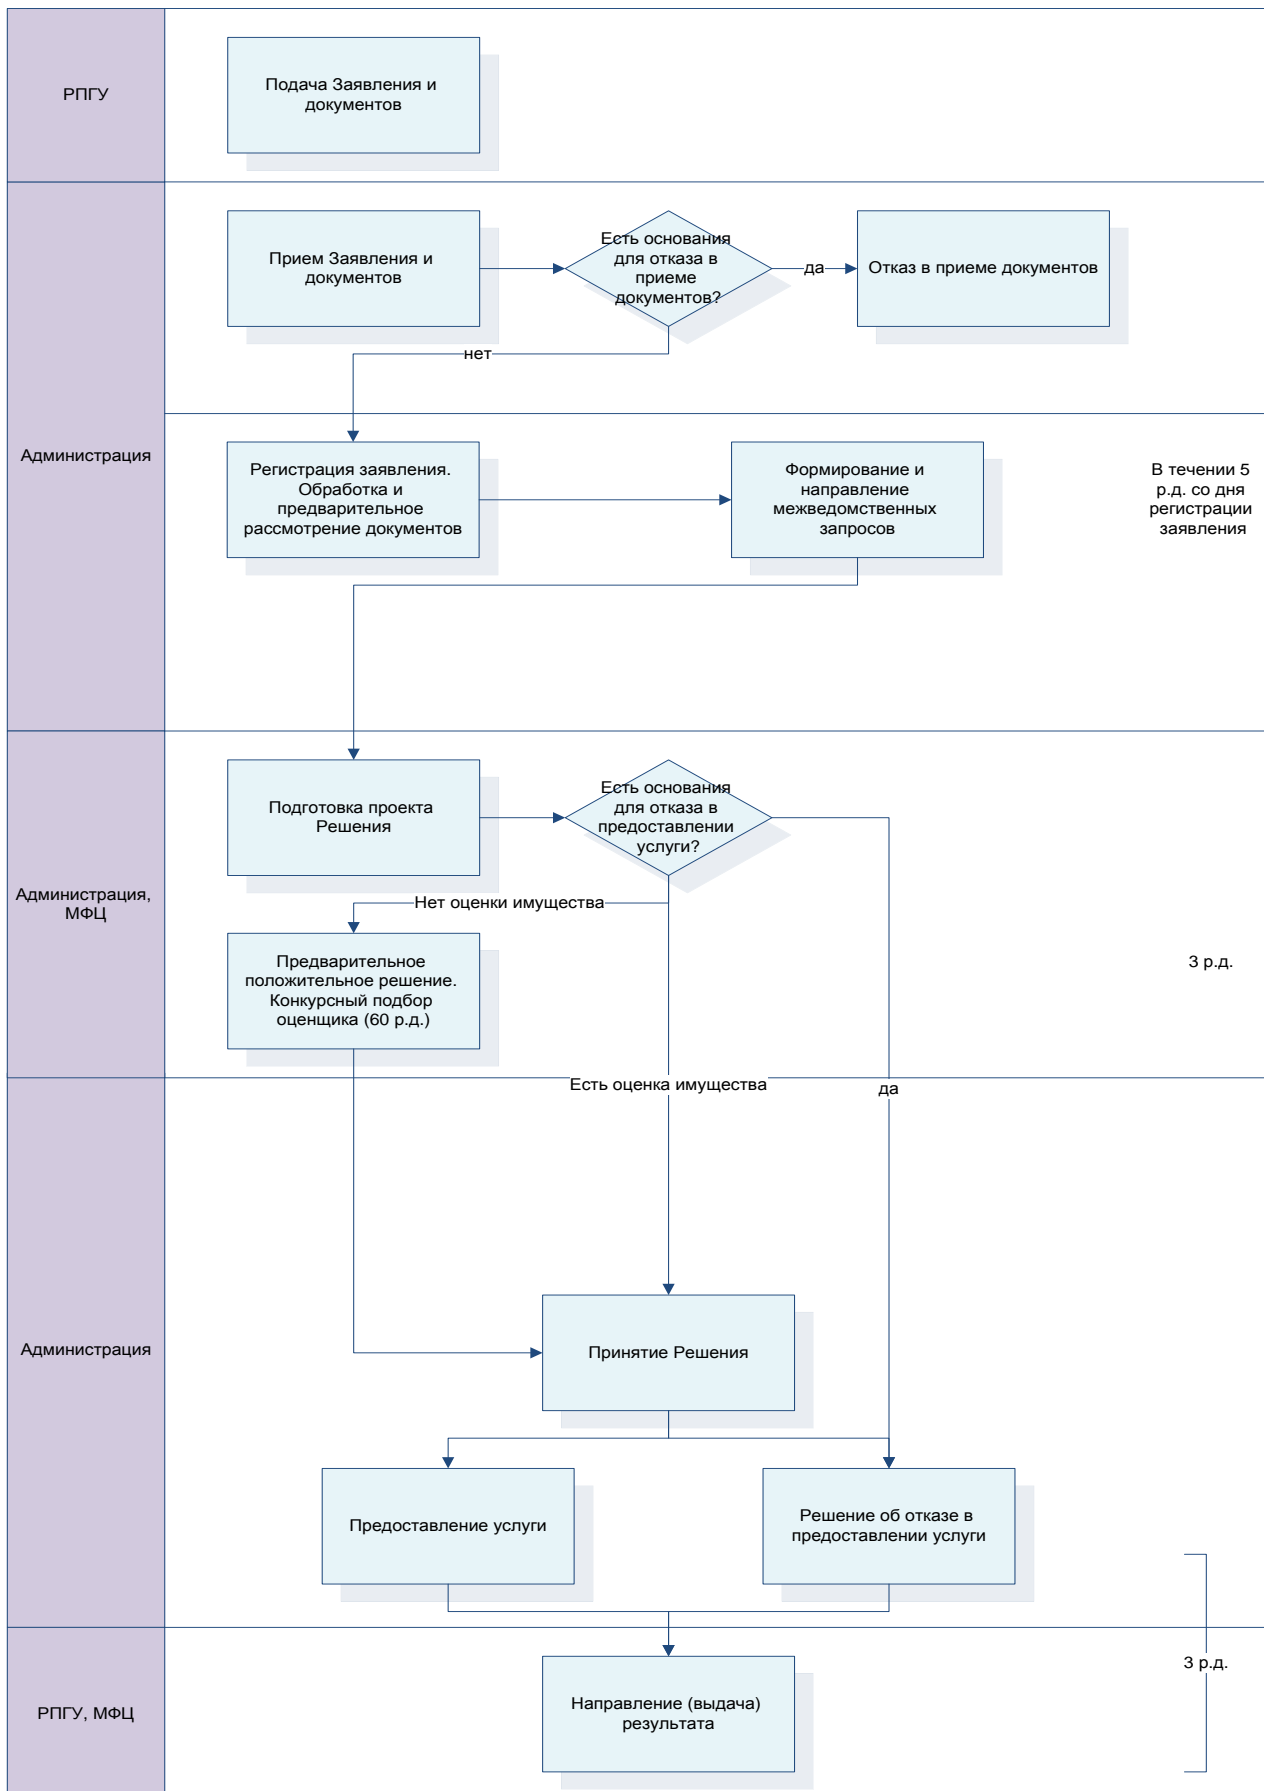 РПГУ
Подача Заявления и
документов
Администрация
Прием Заявления и
документов
Есть основания
для отказа в
приеме
документов?
да
Отказ в приеме документов
нет
Регистрация заявления.
Обработка и
предварительное
рассмотрение документов
Формирование и
направление
межведомственных
запросов
В течении 5
р.д. со дня
регистрации
заявления
Администрация,
МФЦ
Подготовка проекта
Решения
Есть основания
для отказа в
предоставлении
услуги?
Нет оценки имущества
Предварительное
положительное решение.
Конкурсный подбор
оценщика (60 р.д.)
3 р.д.
Есть оценка имущества
да
Администрация
Принятие Решения
Предоставление услуги
Решение об отказе в
предоставлении услуги
3 р.д.
РПГУ, МФЦ
Направление (выдача)
результата